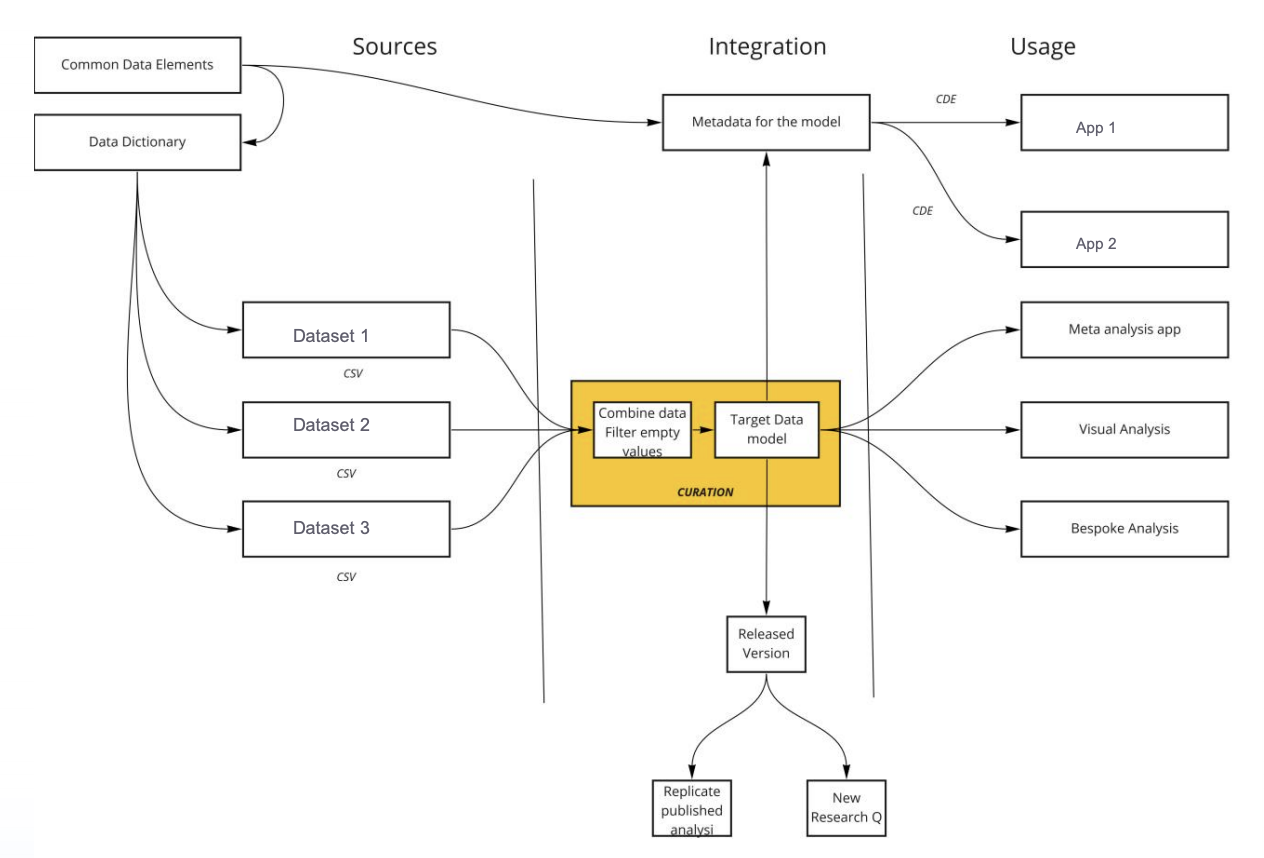 Sources
Integration
Usage
Common Data Elements
Data Dictionary
Metadata for the model
CDE
App 1
CDE
App 2
Dataset 1
CSV
Dataset 2
CSV
Dataset 3
CSV
Combine data
Filter empty
values
Target Data
model
CURATION
Meta analysis app
Visual Analysis
Bespoke Analysis
Released
Version
Replicate
published
analysi
New
Research Q